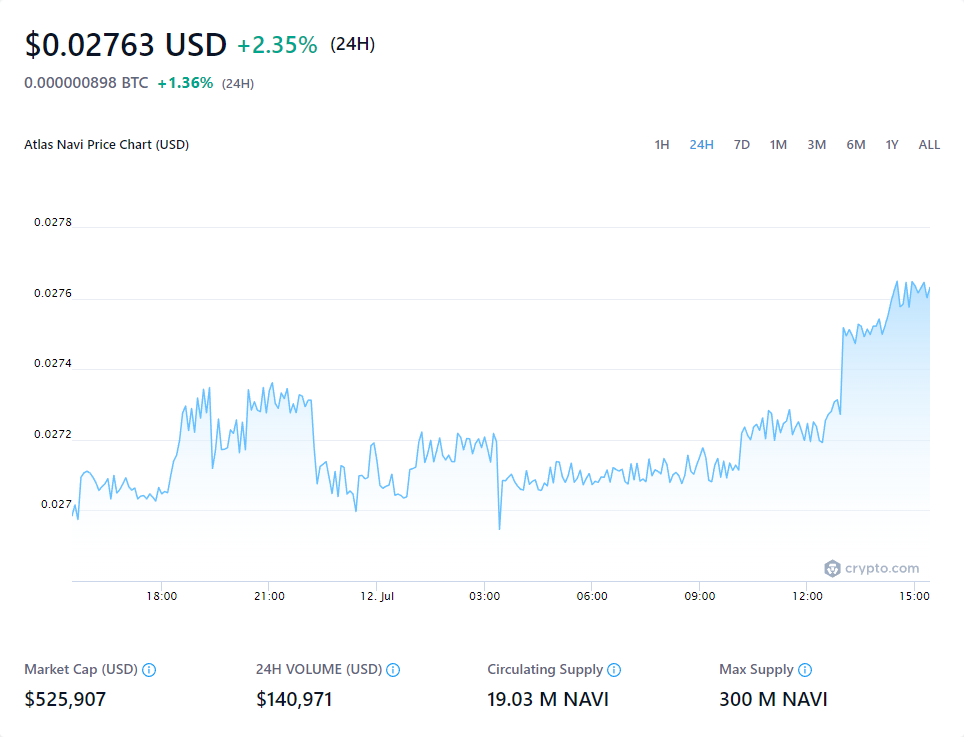 $0.02763 USD +2.35% (24H)
0.000000898 BTC +1.36% (24H)
Atlas Navi Price Chart (USD) 1H 24H 7D 1M 3M 6M 1Y ALL
0.0278
0.0276
0.0274
0.0272
0.027
crypto.com
18:00 21:00 12. Jul 03:00 06:00 09:00 12:00 15:00
Market Cap (USD) 24H VOLUME (USD) Circulating Supply Max Supply
$525,907 $140,971 19.03 M NAVI 300 M NAVI